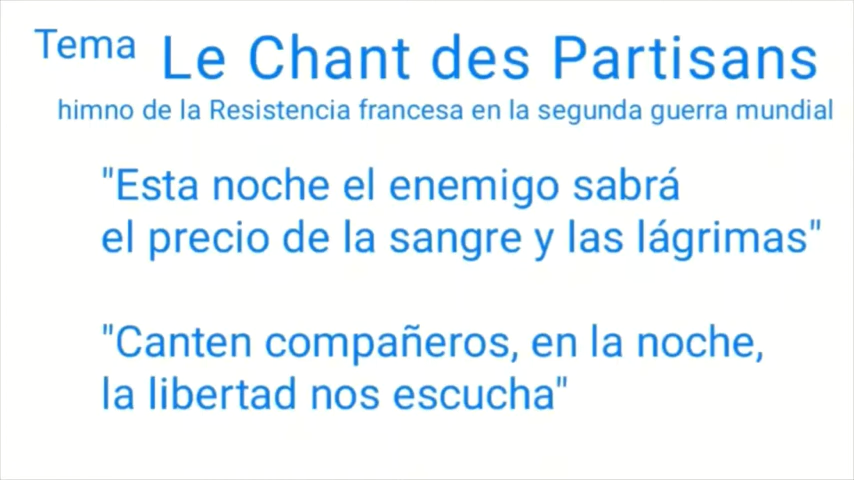 Tema Le Chant des Partisans
himno de la Resistencia francesa en la segunda guerra mundial
"Esta noche el enemigo sabrá
el precio de la sangre y las lágrimas"
"Canten compañeros, en la noche,
la libertad nos escucha"